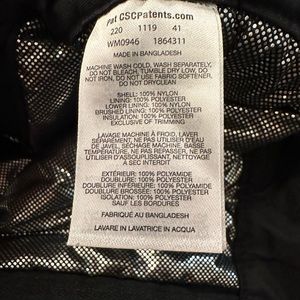 Pat CSCPatents.com
220 1119 41
WM0946 1864311
MADE IN BANGLADESH
MACHINE WASH COLD, WASH SEPARATELY,
DO NOT BLEACH, TUMBLE DRY LOW, DO
NOT IRON, DO NOT USE FABRIC SOFTENER,
DO NOT DRYCLEAN
SHELL: 100% NYLON
LINING: 100% POLYESTER
LOWER LINING: 100% NYLON
BRUSHED LINING: 100% POLYESTER
INSULATION: 100% POLYESTER
EXCLUSIVE OF TRIMMING
LAVAGE MACHINE À FROID, LAVER
SÉPARÉMENT, NE PAS UTILISER D'EAU
DE JAVEL, SÉCHAGE MACHINE, BASSE
TEMPÉRATURE, NE PAS REPASSER,
NE PAS UTILISER
D'ASSOUPLISSANT, NETTOYAGE
À SEC INTERDIT
EXTÉRIEUR: 100% POLYAMIDE
DOUBLURE: 100% POLYESTER
DOUBLURE INFÉRIEURE: 100% POLYAMIDE
DOUBLURE BROSSÉE: 100% POLYESTER
ISOLATION: 100% POLYESTER
SAUF LES BORDURES
FABRIQUÉ AU BANGLADESH
LAVARE IN LAVATRICE IN ACQUA